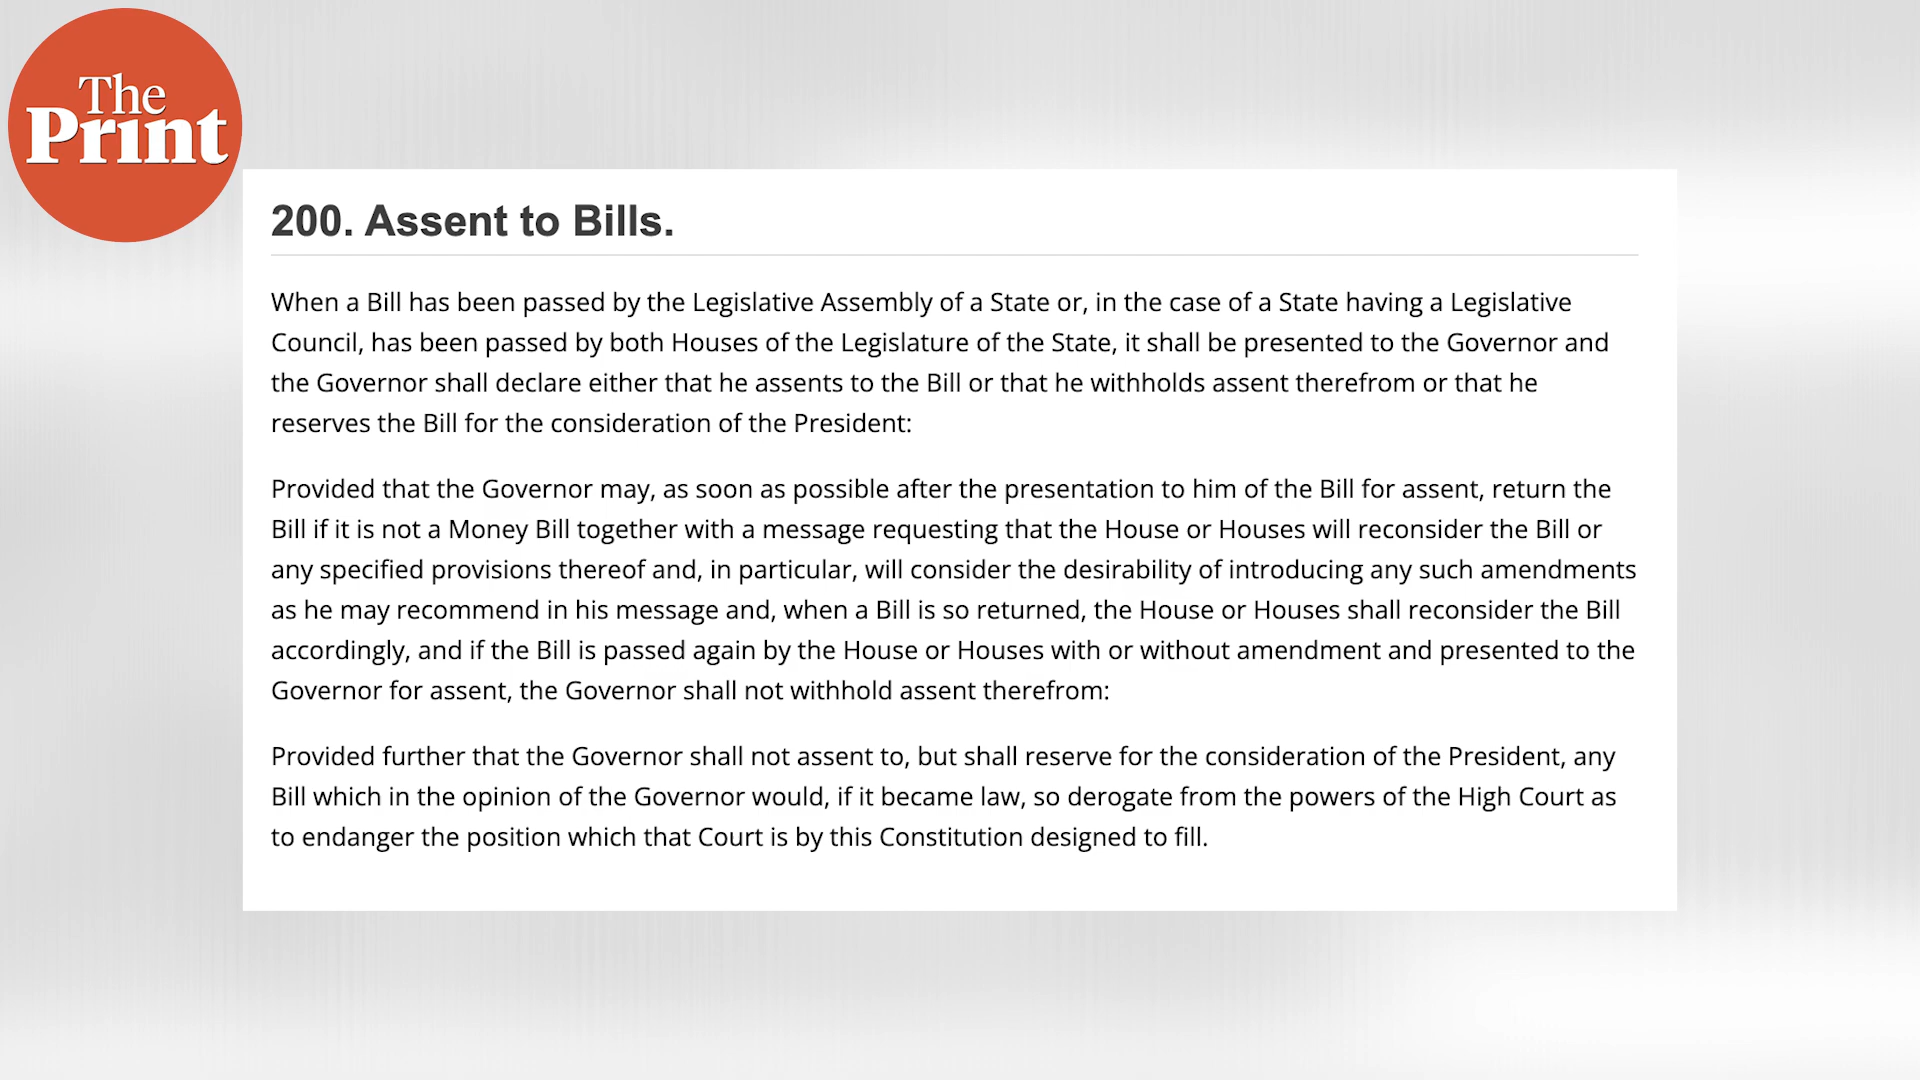 The
Print
200. Assent to Bills.
When a Bill has been passed by the Legislative Assembly of a State or, in the case of a State having a Legislative
Council, has been passed by both Houses of the Legislature of the State, it shall be presented to the Governor and
the Governor shall declare either that he assents to the Bill or that he withholds assent therefrom or that he
reserves the Bill for the consideration of the President:
Provided that the Governor may, as soon as possible after the presentation to him of the Bill for assent, return the
Bill if it is not a Money Bill together with a message requesting that the House or Houses will reconsider the Bill or
any specified provisions thereof and, in particular, will consider the desirability of introducing any such amendments
as he may recommend in his message and, when a Bill is so returned, the House or Houses shall reconsider the Bill
accordingly, and if the Bill is passed again by the House or Houses with or without amendment and presented to the
Governor for assent, the Governor shall not withhold assent therefrom:
Provided further that the Governor shall not assent to, but shall reserve for the consideration of the President, any
Bill which in the opinion of the Governor would, if it became law, so derogate from the powers of the High Court as
to endanger the position which that Court is by this Constitution designed to fill.